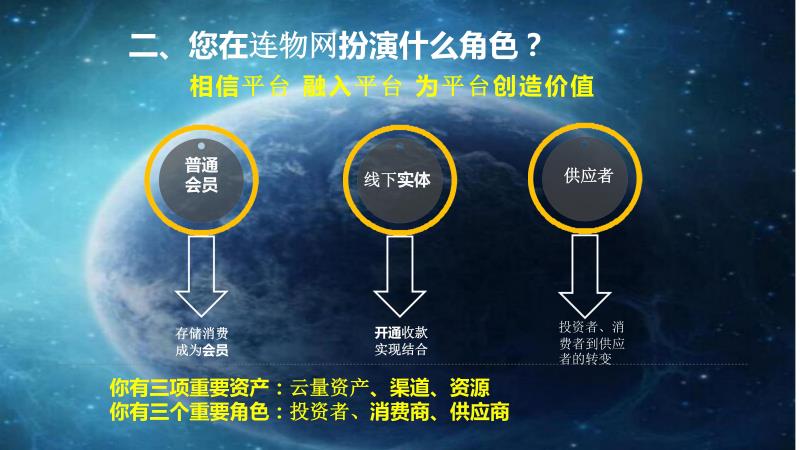 二、您在连物网扮演什么角色？
相信平台 融入平台 为平台创造价值
普通
会员
线下实体
供应者
存储消费
成为会员
开通收款
实现结合
投资者、消
费者到供应
者的转变
你有三项重要资产：云量资产、渠道、资源
你有三个重要角色：投资者、消费商、供应商